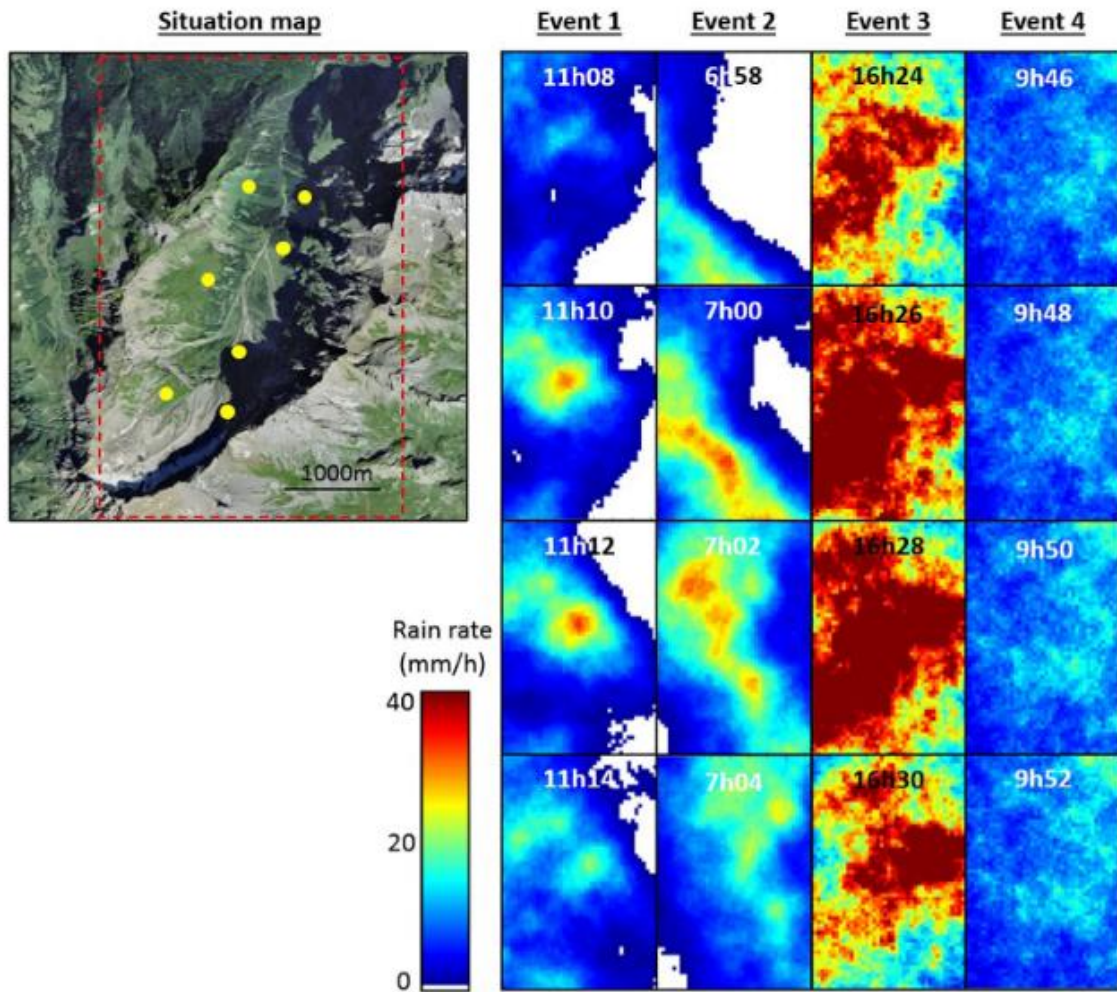 Situation map
Event 1
Event 2
Event 3
Event 4
11h08
6h58
16h24
9h46
11h10
7h00
16h26
9h48
1000m
11h12
7h02
16h28
9h50
Rain rate
(mm/h)
40
20
0
11h14
7h04
16h30
9h52